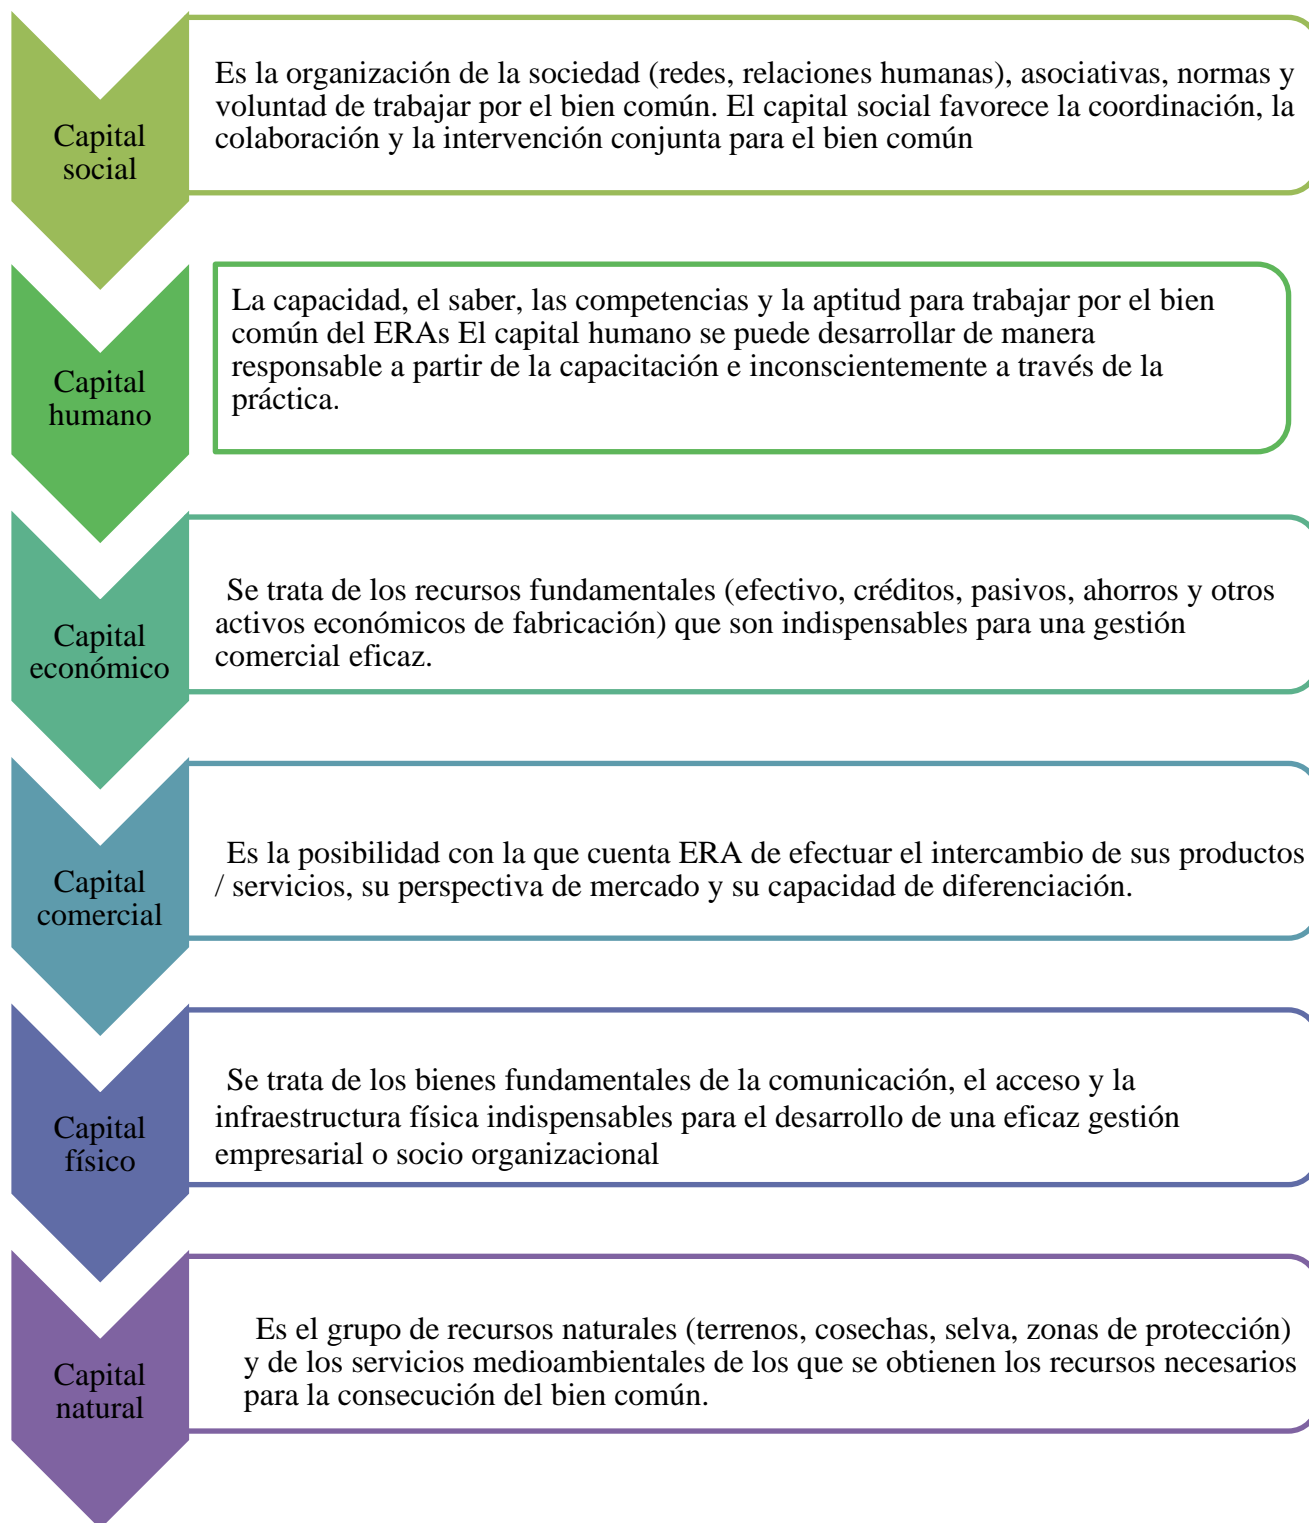 Capital
social
Es la organización de la sociedad (redes, relaciones humanas), asociativas, normas y
voluntad de trabajar por el bien común. El capital social favorece la coordinación, la
colaboración y la intervención conjunta para el bien común
Capital
humano
La capacidad, el saber, las competencias y la aptitud para trabajar por el bien
común del ERAs El capital humano se puede desarrollar de manera
responsable a partir de la capacitación e inconscientemente a través de la
práctica.
Capital
económico
Se trata de los recursos fundamentales (efectivo, créditos, pasivos, ahorros y otros
activos económicos de fabricación) que son indispensables para una gestión
comercial eficaz.
Capital
comercial
Es la posibilidad con la que cuenta ERA de efectuar el intercambio de sus productos
/ servicios, su perspectiva de mercado y su capacidad de diferenciación.
Capital
físico
Se trata de los bienes fundamentales de la comunicación, el acceso y la
infraestructura física indispensables para el desarrollo de una eficaz gestión
empresarial o socio organizacional
Capital
natural
Es el grupo de recursos naturales (terrenos, cosechas, selva, zonas de protección)
y de los servicios medioambientales de los que se obtienen los recursos necesarios
para la consecución del bien común.